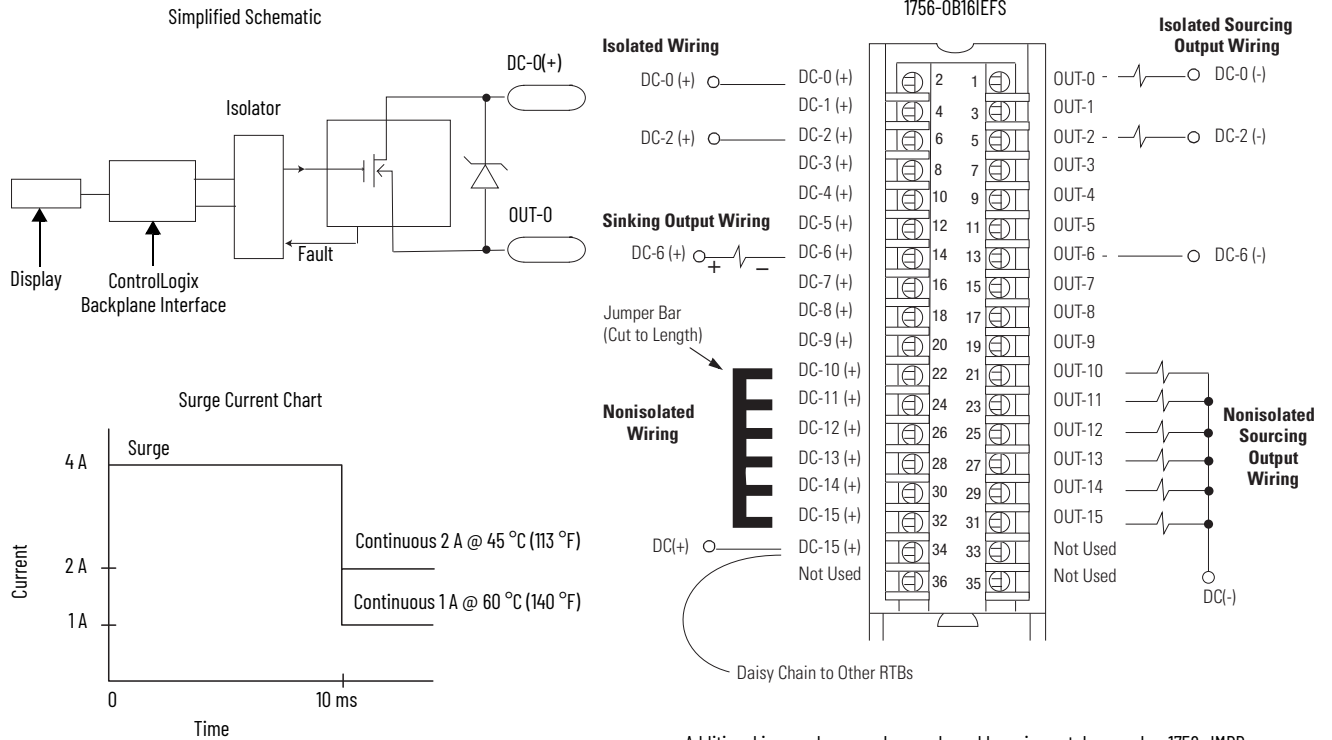 Simplified Schematic
DC-0(+)
Isolator
OUT-0
Fault
Display
ControlLogix
Backplane Interface
Surge Current Chart
Surge
4 A
2 A
1 A
Current
Continuous 2 A @ 45 °C (113 °F)
Continuous 1 A @ 60 °C (140 °F)
0
10 ms
Time
1756-OB16IEFS
Isolated Wiring
Isolated Sourcing
Output Wiring
DC-0 (+) DC-0 (+) 2 1 OUT-0 DC-0 (-)
DC-1 (+) 4 3 OUT-1
DC-2 (+) DC-2 (+) 6 5 OUT-2 DC-2 (-)
DC-3 (+) 8 7 OUT-3
DC-4 (+) 10 9 OUT-4
Sinking Output Wiring
DC-5 (+) 12 11 OUT-5
DC-6 (+) + − DC-6 (+) 14 13 OUT-6 DC-6 (-)
DC-7 (+) 16 15 OUT-7
DC-8 (+) 18 17 OUT-8
DC-9 (+) 20 19 OUT-9
DC-10 (+) 22 21 OUT-10
DC-11 (+) 24 23 OUT-11
DC-12 (+) 26 25 OUT-12
DC-13 (+) 28 27 OUT-13
DC-14 (+) 30 29 OUT-14
DC-15 (+) 32 31 OUT-15
DC(+) DC-15 (+) 34 33 Not Used
Not Used 36 35 Not Used
Jumper Bar
(Cut to Length)
Nonisolated
Wiring
Nonisolated
Sourcing
Output
Wiring
DC(-)
Daisy Chain to Other RTBs